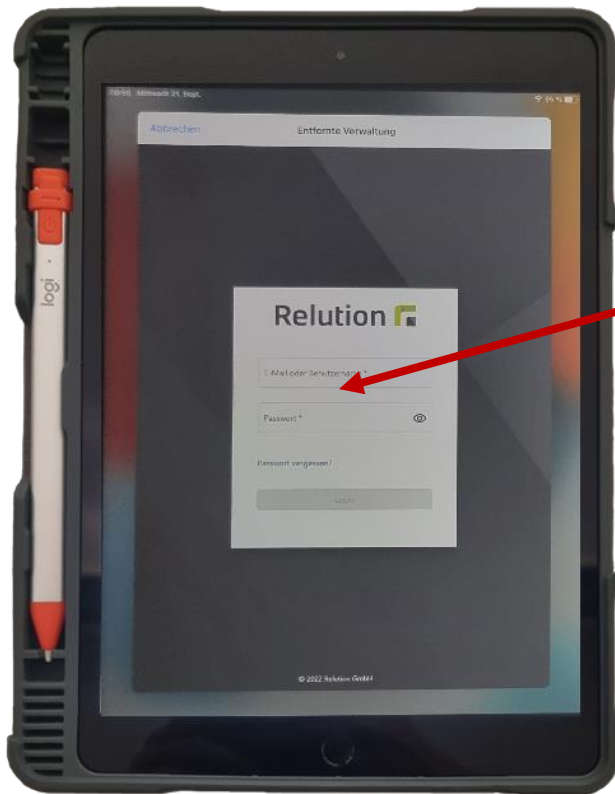 Mittwoch 21. Sept.
Abbrechen
Entfernte Verwaltung
Relution
E-Mail oder Benutzername *
Passwort *
Passwort vergessen?
© 2022 Relution GmbH
logi